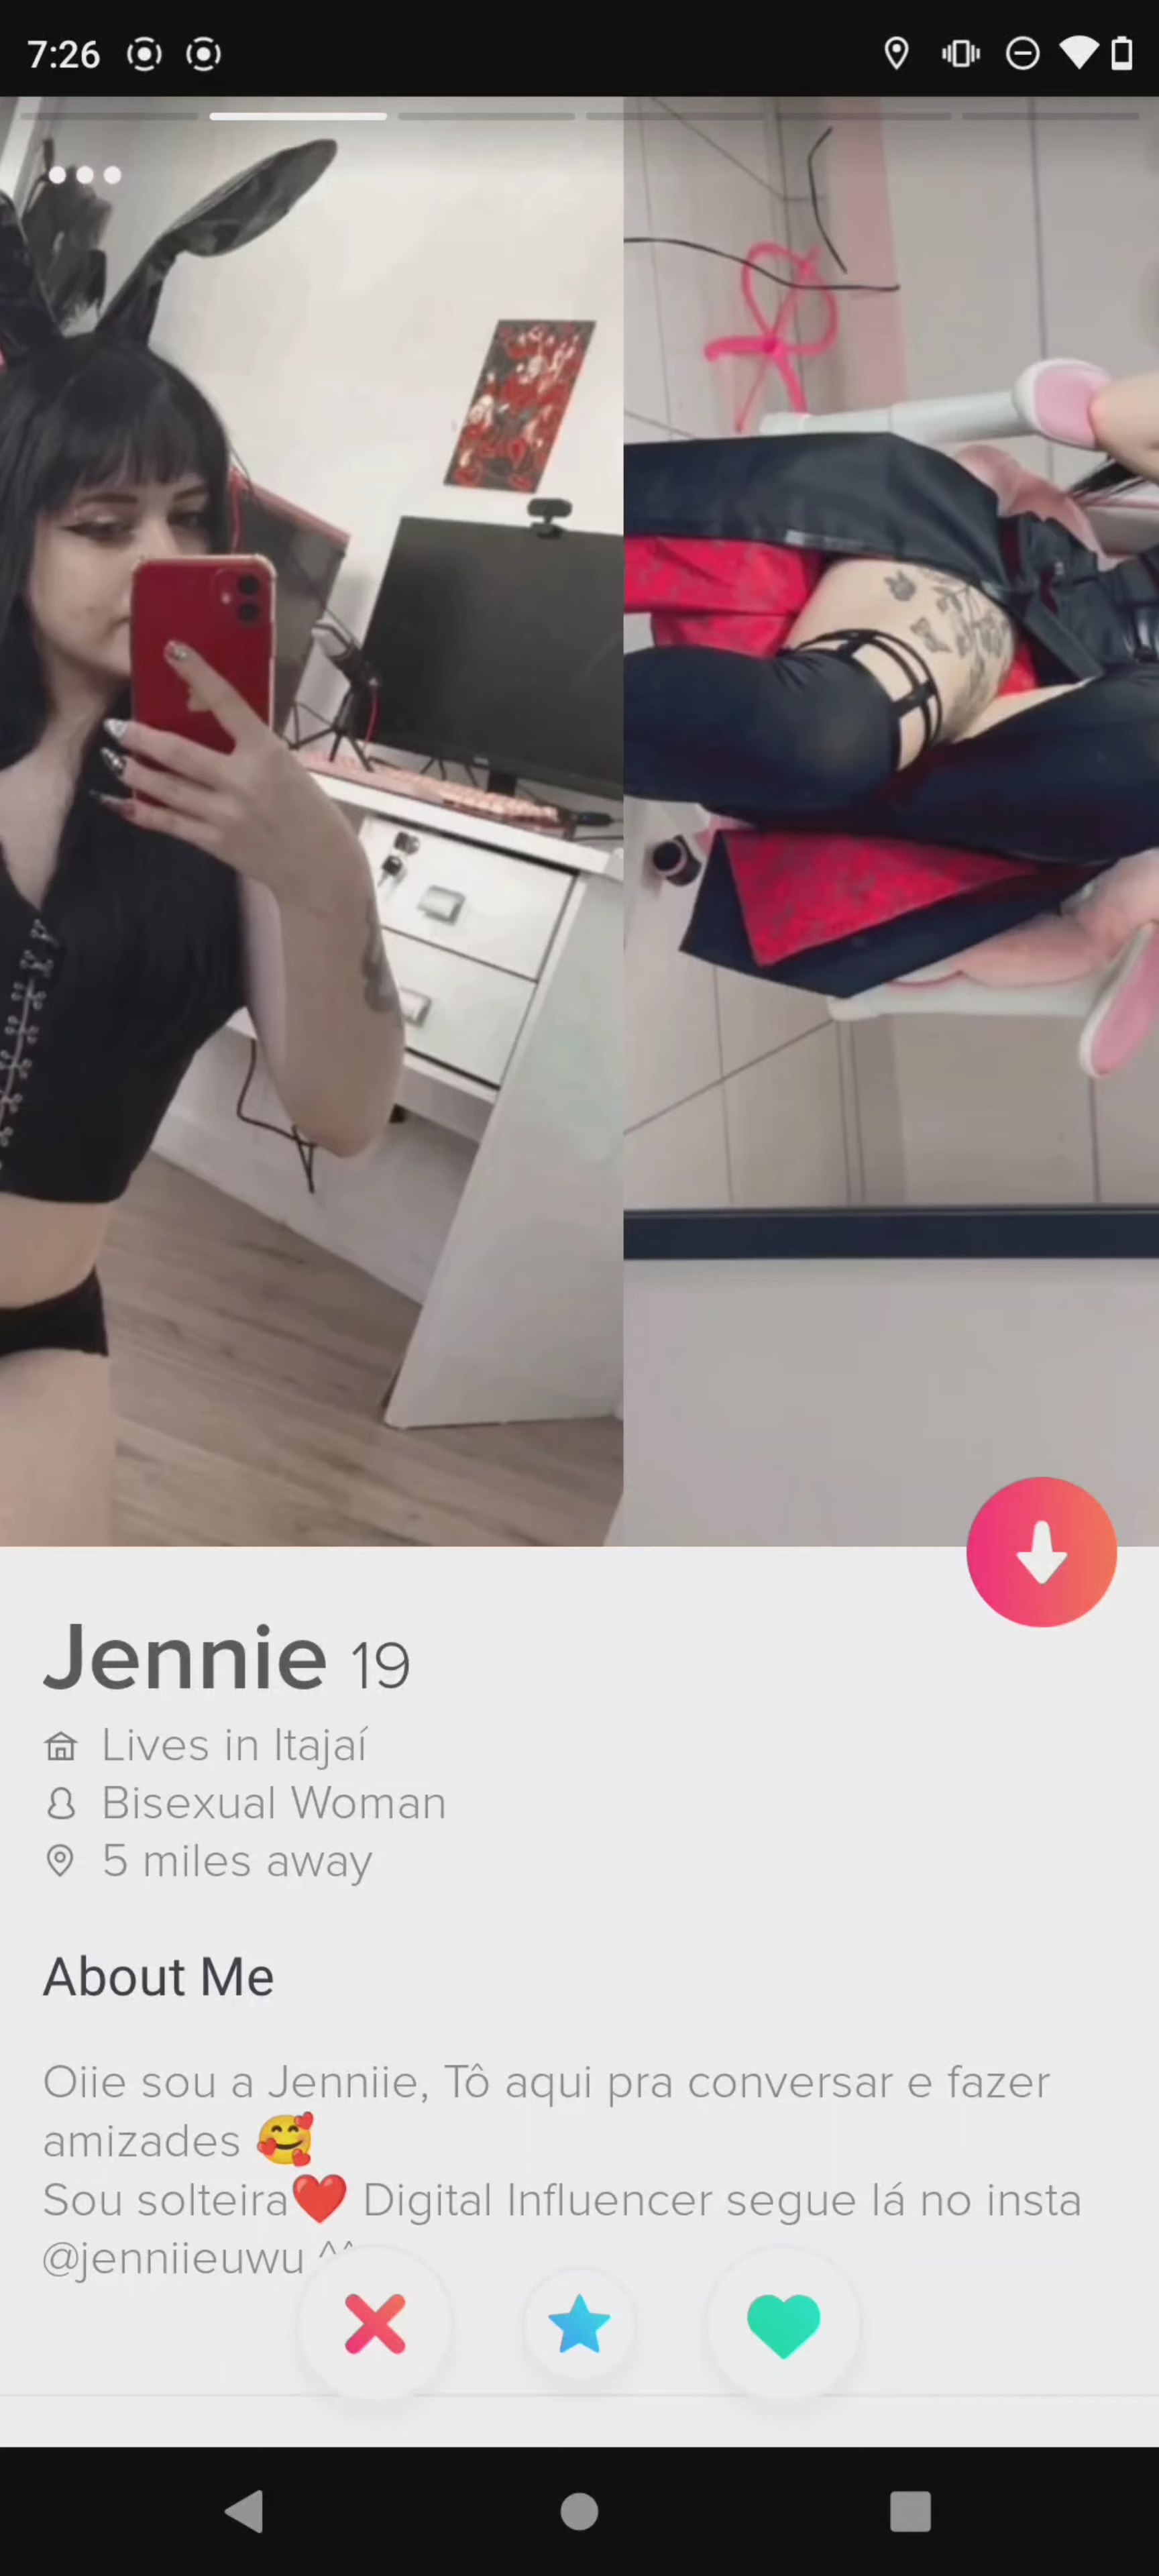 7:26
Jennie 19
Lives in Itajaí
Bisexual Woman
5 miles away
About Me
Oiie sou a Jenniie, Tô aqui pra conversar e fazer
amizades 🥰
Sou solteira❤️ Digital Influencer segue lá no insta
@jenniieuwu ^^